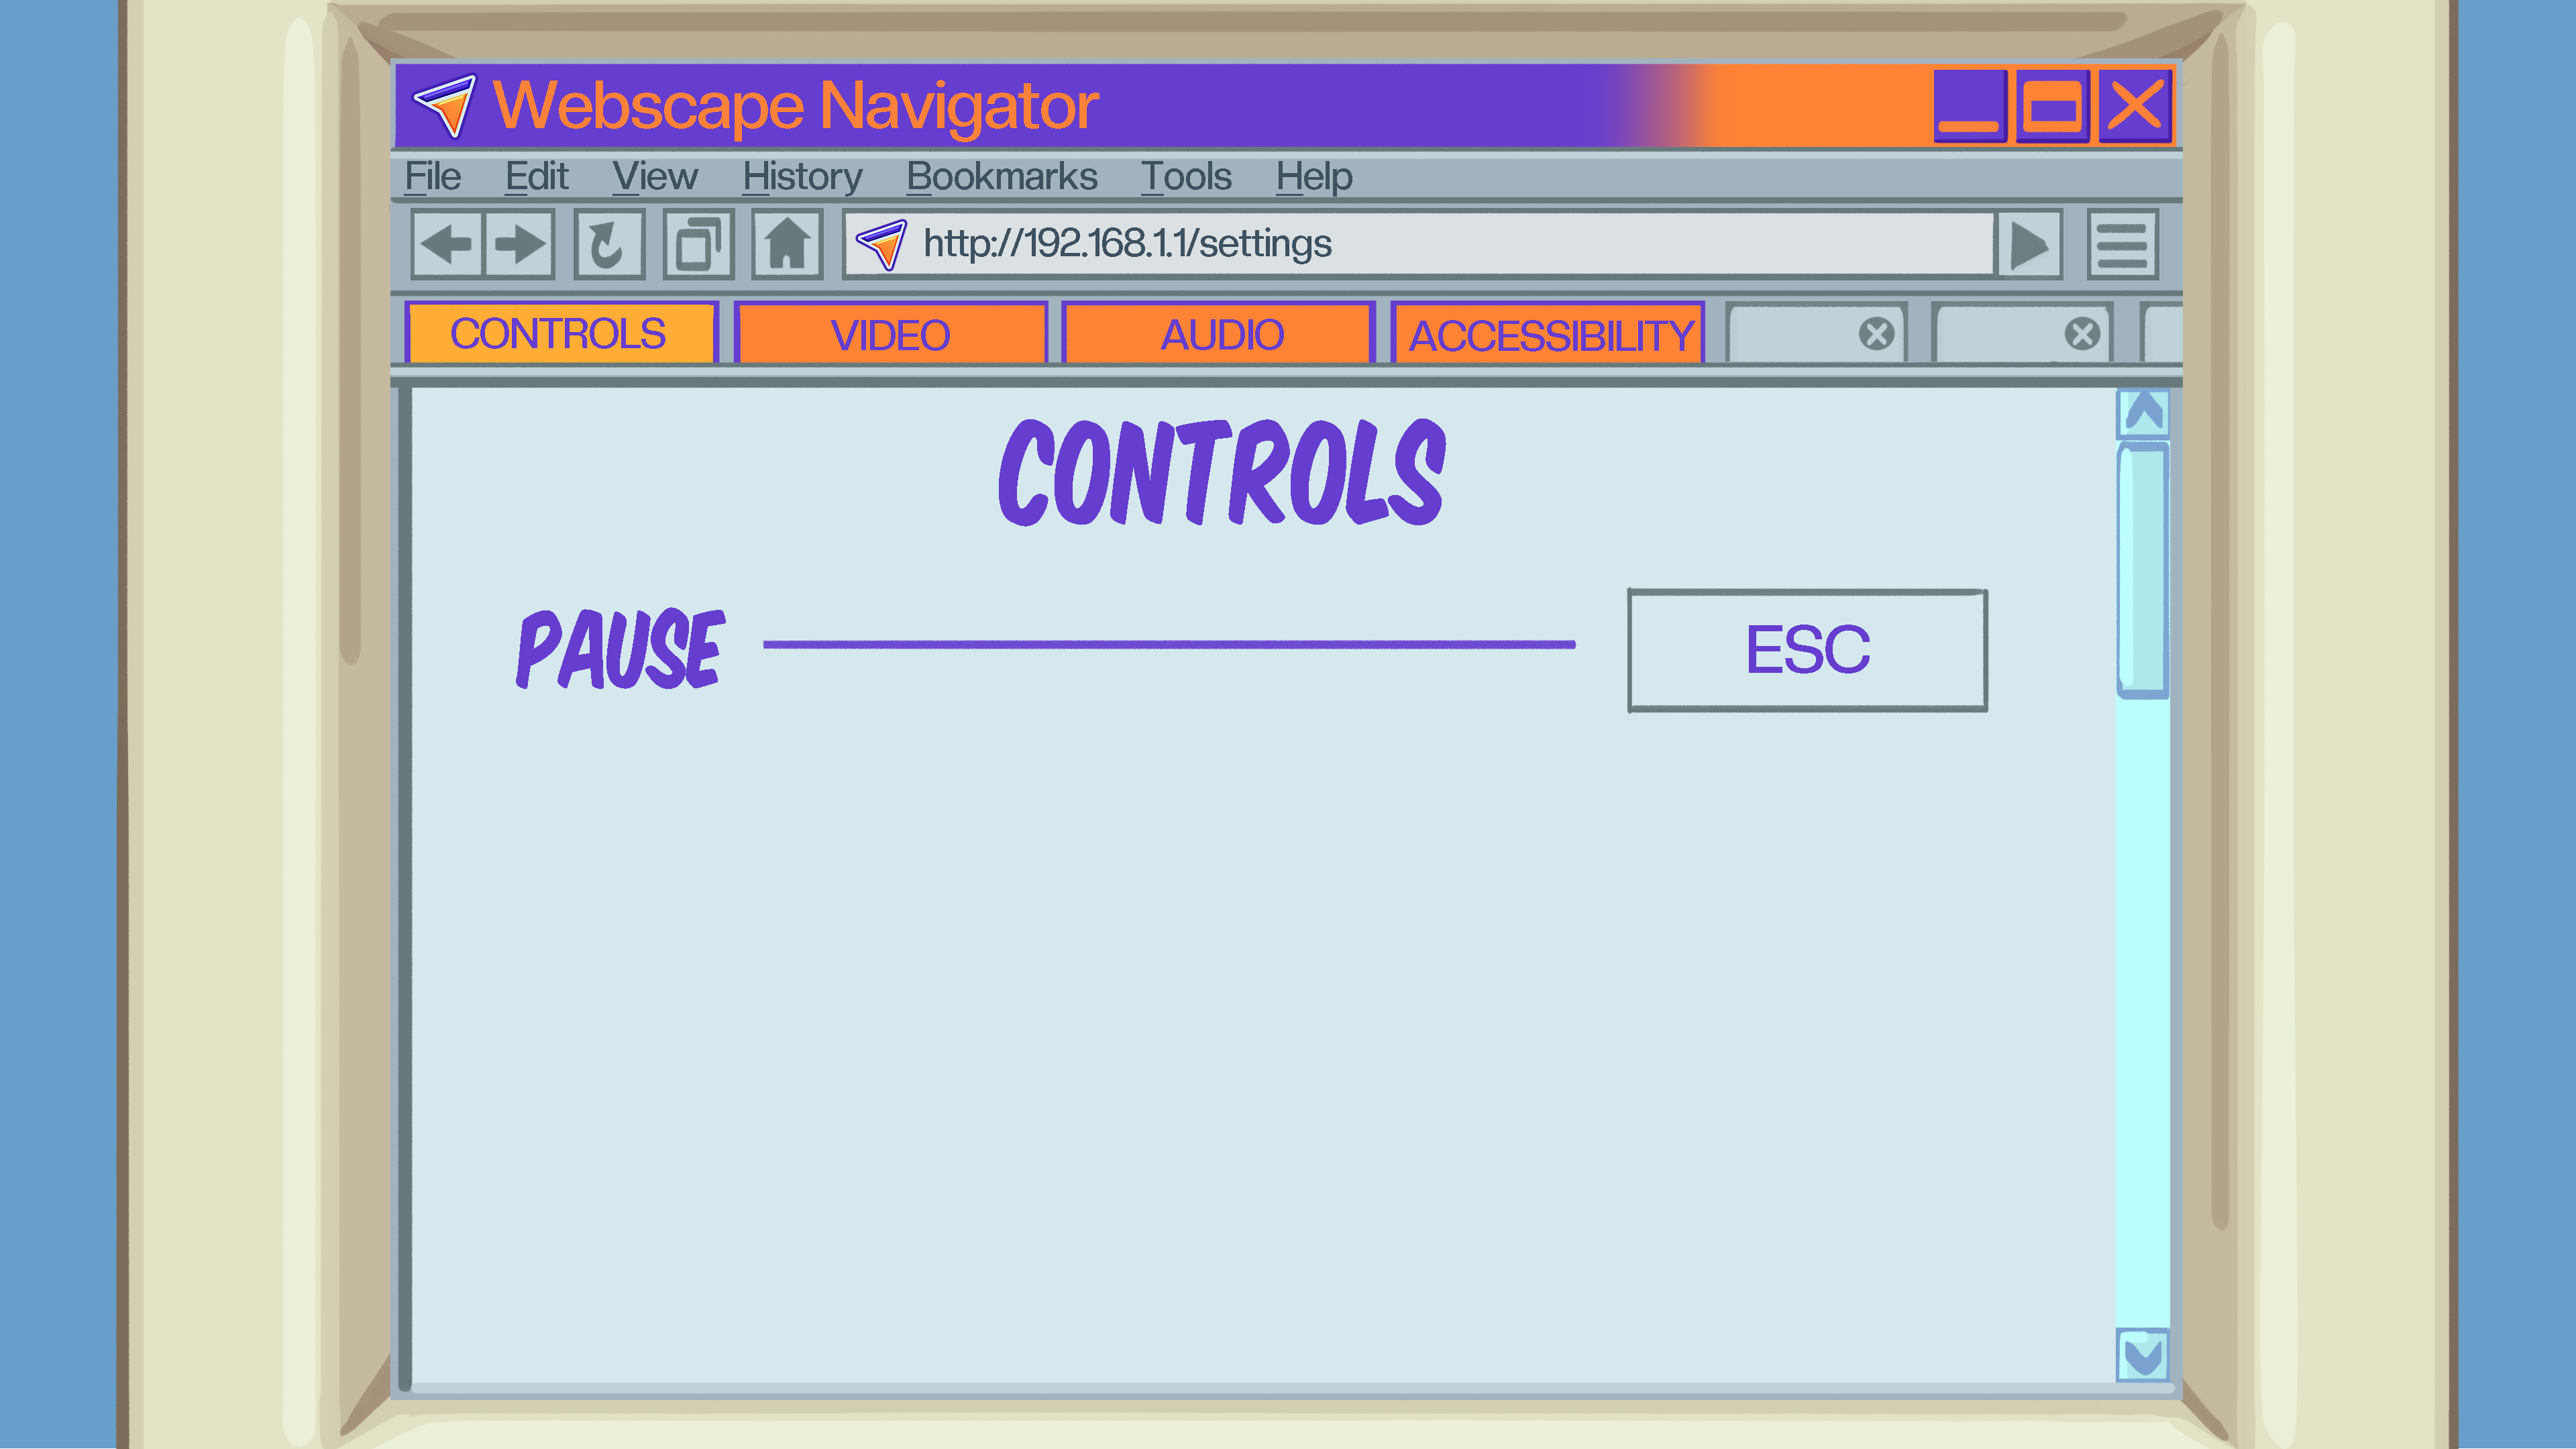 Webscape Navigator
File Edit View History Bookmarks Tools Help
http://192.168.1.1/settings
CONTROLS VIDEO AUDIO ACCESSIBILITY
CONTROLS
PAUSE ESC